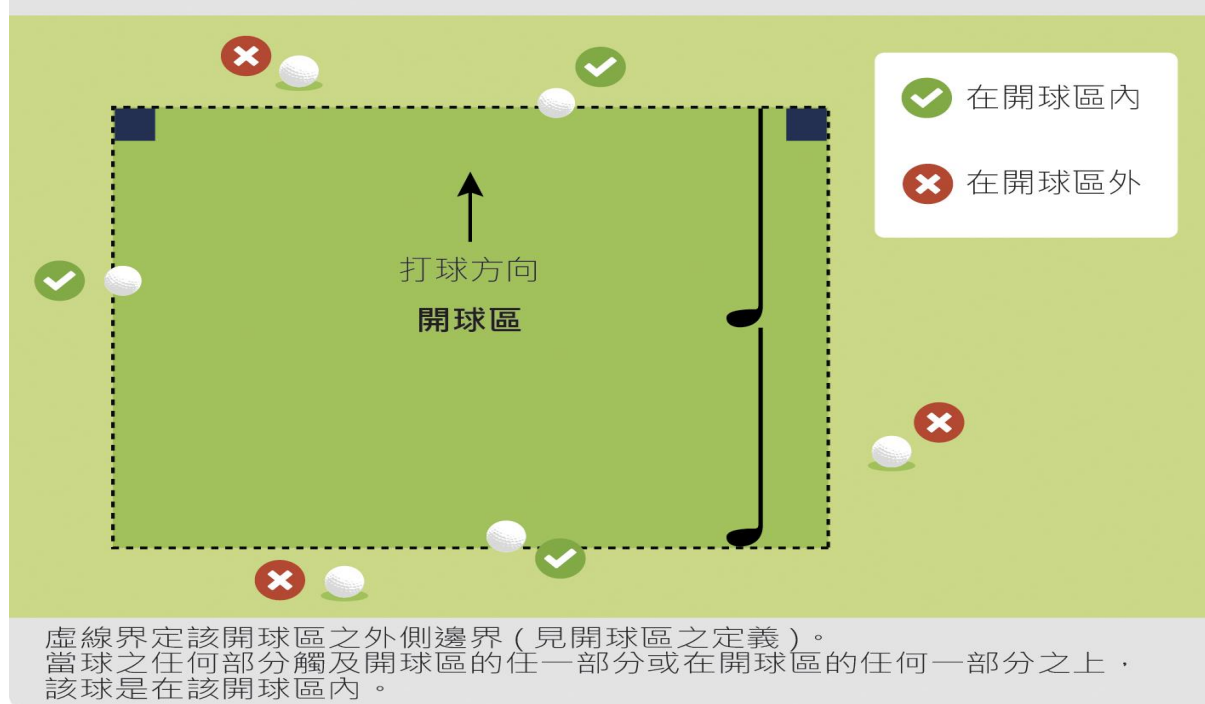 在開球區內
在開球區外
打球方向
開球區
虛線界定該開球區之外側邊界（見開球區之定義）。
當球之任何部分觸及開球區的任一部分或在開球區的任何一部分之上，
該球是在該開球區內。